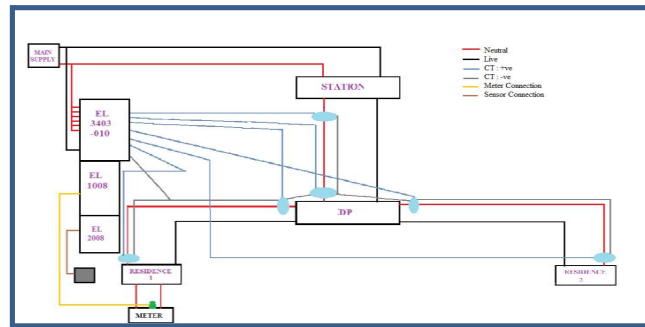 MAIN
SUPPLY
STATION
Neutral
Live
CT : +ve
CT : -ve
Meter Connection
Sensor Connection
EL
3403
-010
EL
1008
EL
2008
DP
RESIDENCE
1
RESIDENCE
2
METER